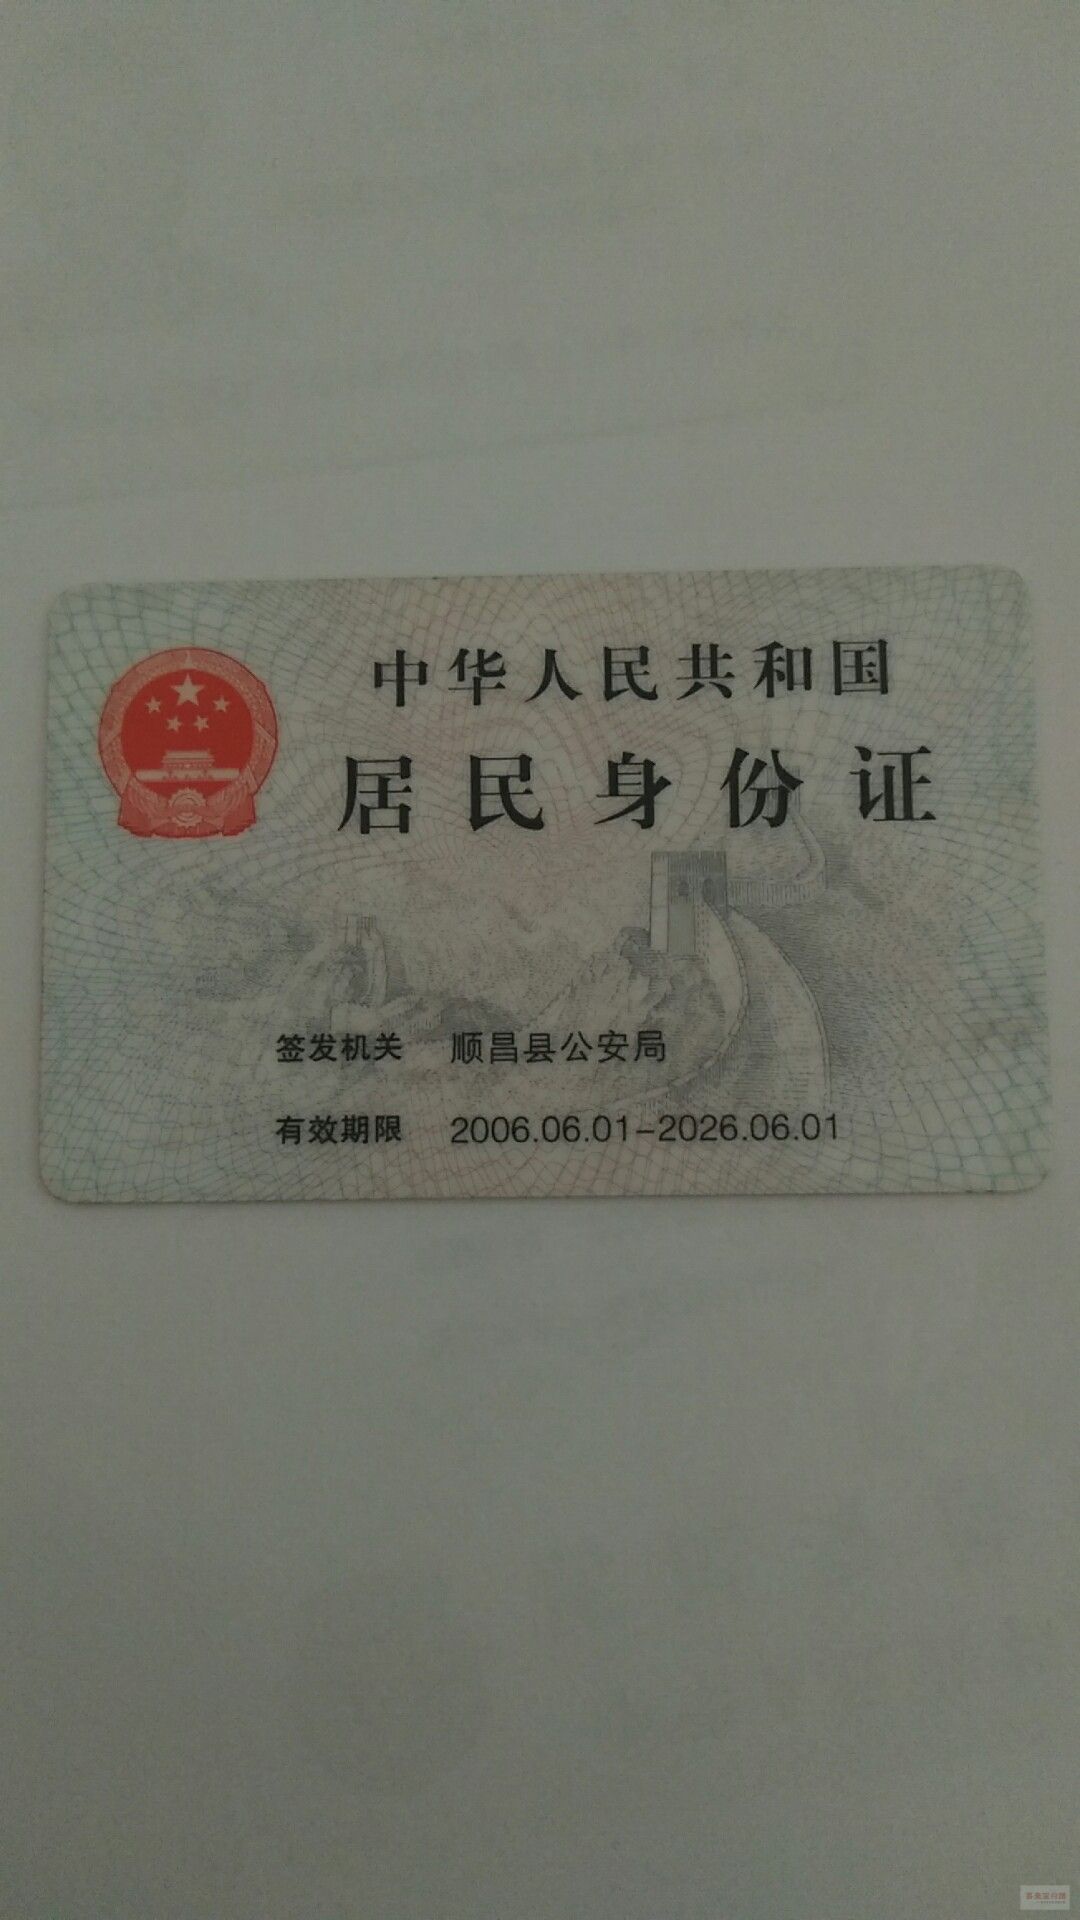 中华人民共和国
居民身份证
签发机关 顺昌县公安局
有效期限 2006.06.01-2026.06.01